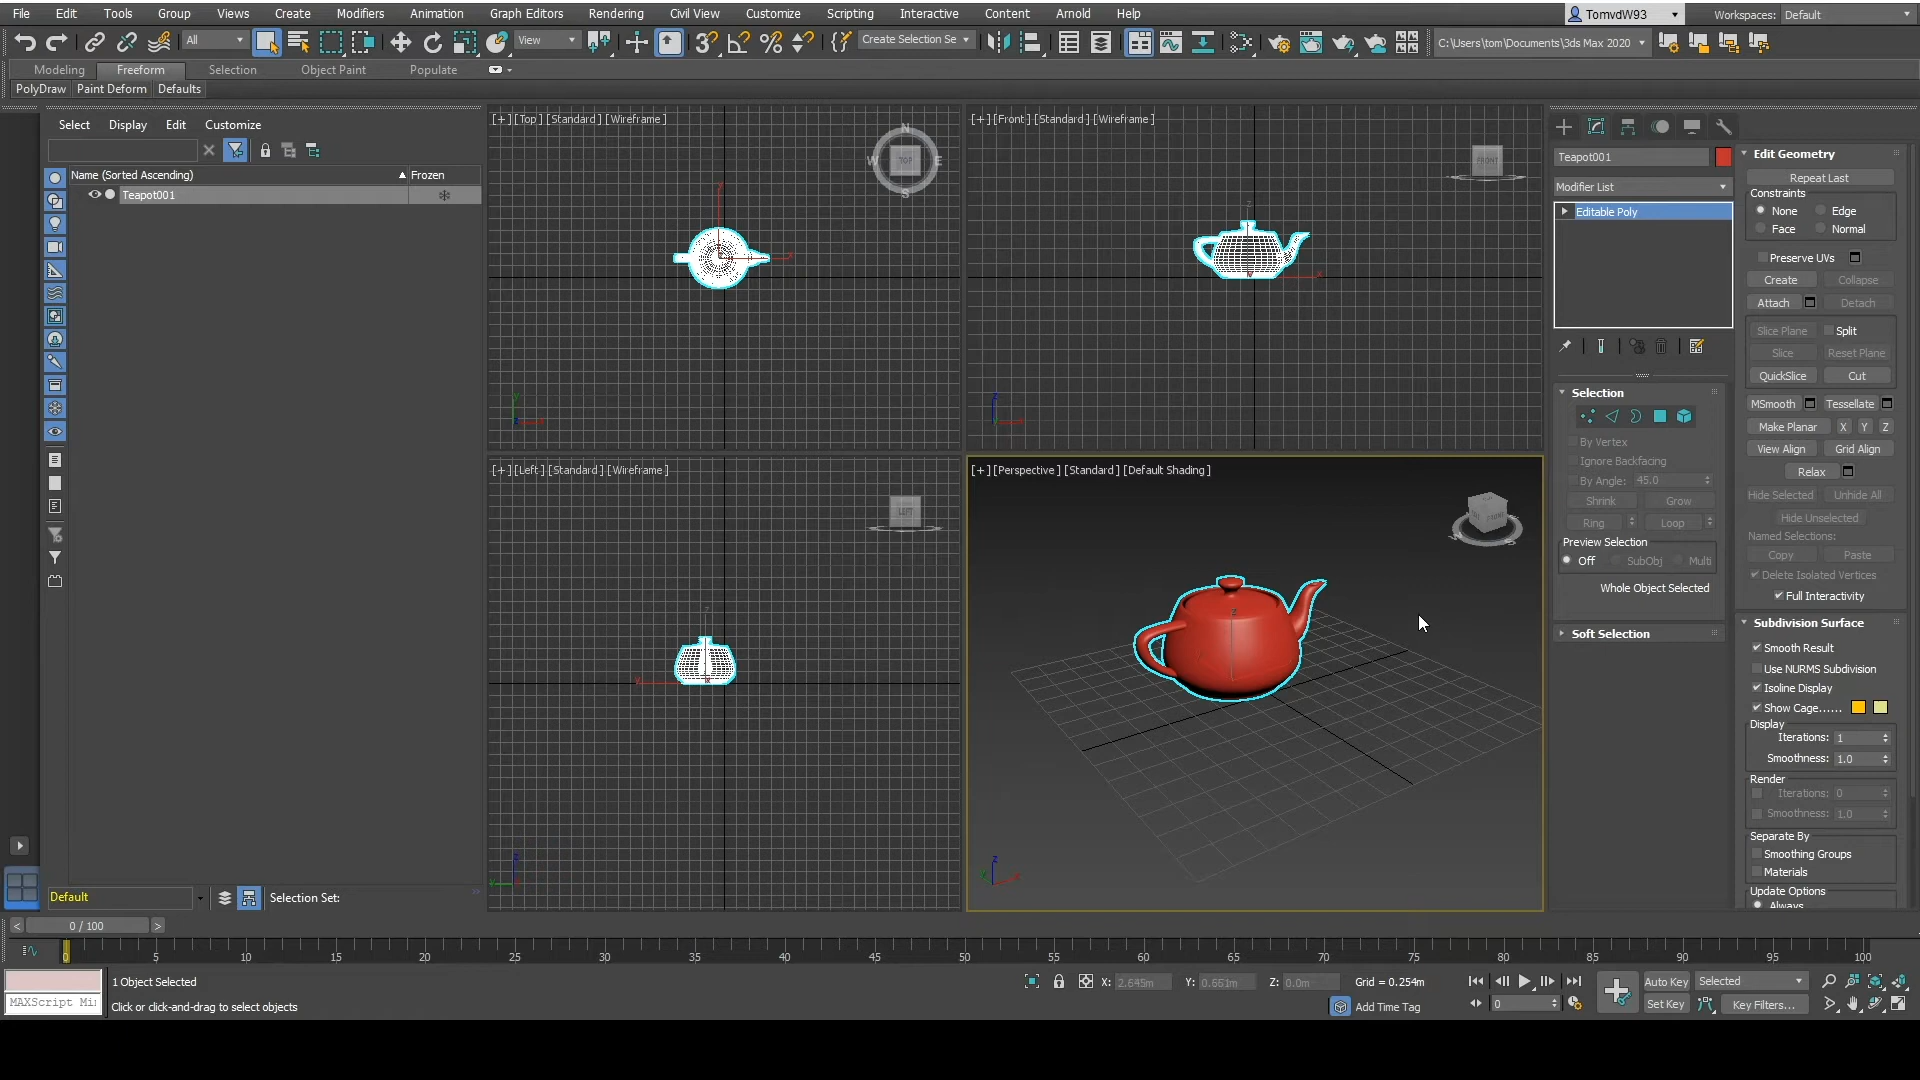 File Edit Tools Group Views Create Modifiers Animation Graph Editors Rendering Civil View Customize Scripting Interactive Content Arnold Help TomvdW93 Workspaces: Default
All View Create Selection Se C:\Users\tom\Documents\3ds Max 2020
Modeling Freeform Selection Object Paint Populate
PolyDraw Paint Deform Defaults
Select Display Edit Customize
Name (Sorted Ascending) Frozen
Teapot001
Default Selection Set:
[+] [Top] [Standard] [Wireframe]
N
W TOP E
S
[+] [Front] [Standard] [Wireframe]
FRONT
[+] [Left] [Standard] [Wireframe]
LEFT
[+] [Perspective] [Standard] [Default Shading]
Teapot001
Modifier List
Editable Poly
Selection
By Vertex
Ignore Backfacing
By Angle: 45.0
Shrink Grow
Ring Loop
Preview Selection
Off SubObj Multi
Whole Object Selected
Soft Selection
Edit Geometry
Repeat Last
Constraints
None Edge
Face Normal
Preserve UVs
Create Collapse
Attach Detach
Slice Plane Split
Slice Reset Plane
QuickSlice Cut
MSmooth Tessellate
Make Planar X Y Z
View Align Grid Align
Relax
Hide Selected Unhide All
Hide Unselected
Named Selections:
Copy Paste
Delete Isolated Vertices
Full Interactivity
Subdivision Surface
Smooth Result
Use NURMS Subdivision
Isoline Display
Show Cage......
Display
Iterations: 1
Smoothness: 1.0
Render
Iterations: 0
Smoothness: 1.0
Separate By
Smoothing Groups
Materials
Update Options
Always
< 0 / 100 >
0 5 10 15 20 25 30 35 40 45 50 55 60 65 70 75 80 85 90 95 100
1 Object Selected X: 2.645m Y: 0.661m Z: 0.0m Grid = 0.254m Auto Key Selected
MAXScript Mi Click or click-and-drag to select objects Add Time Tag 0 Set Key Key Filters...